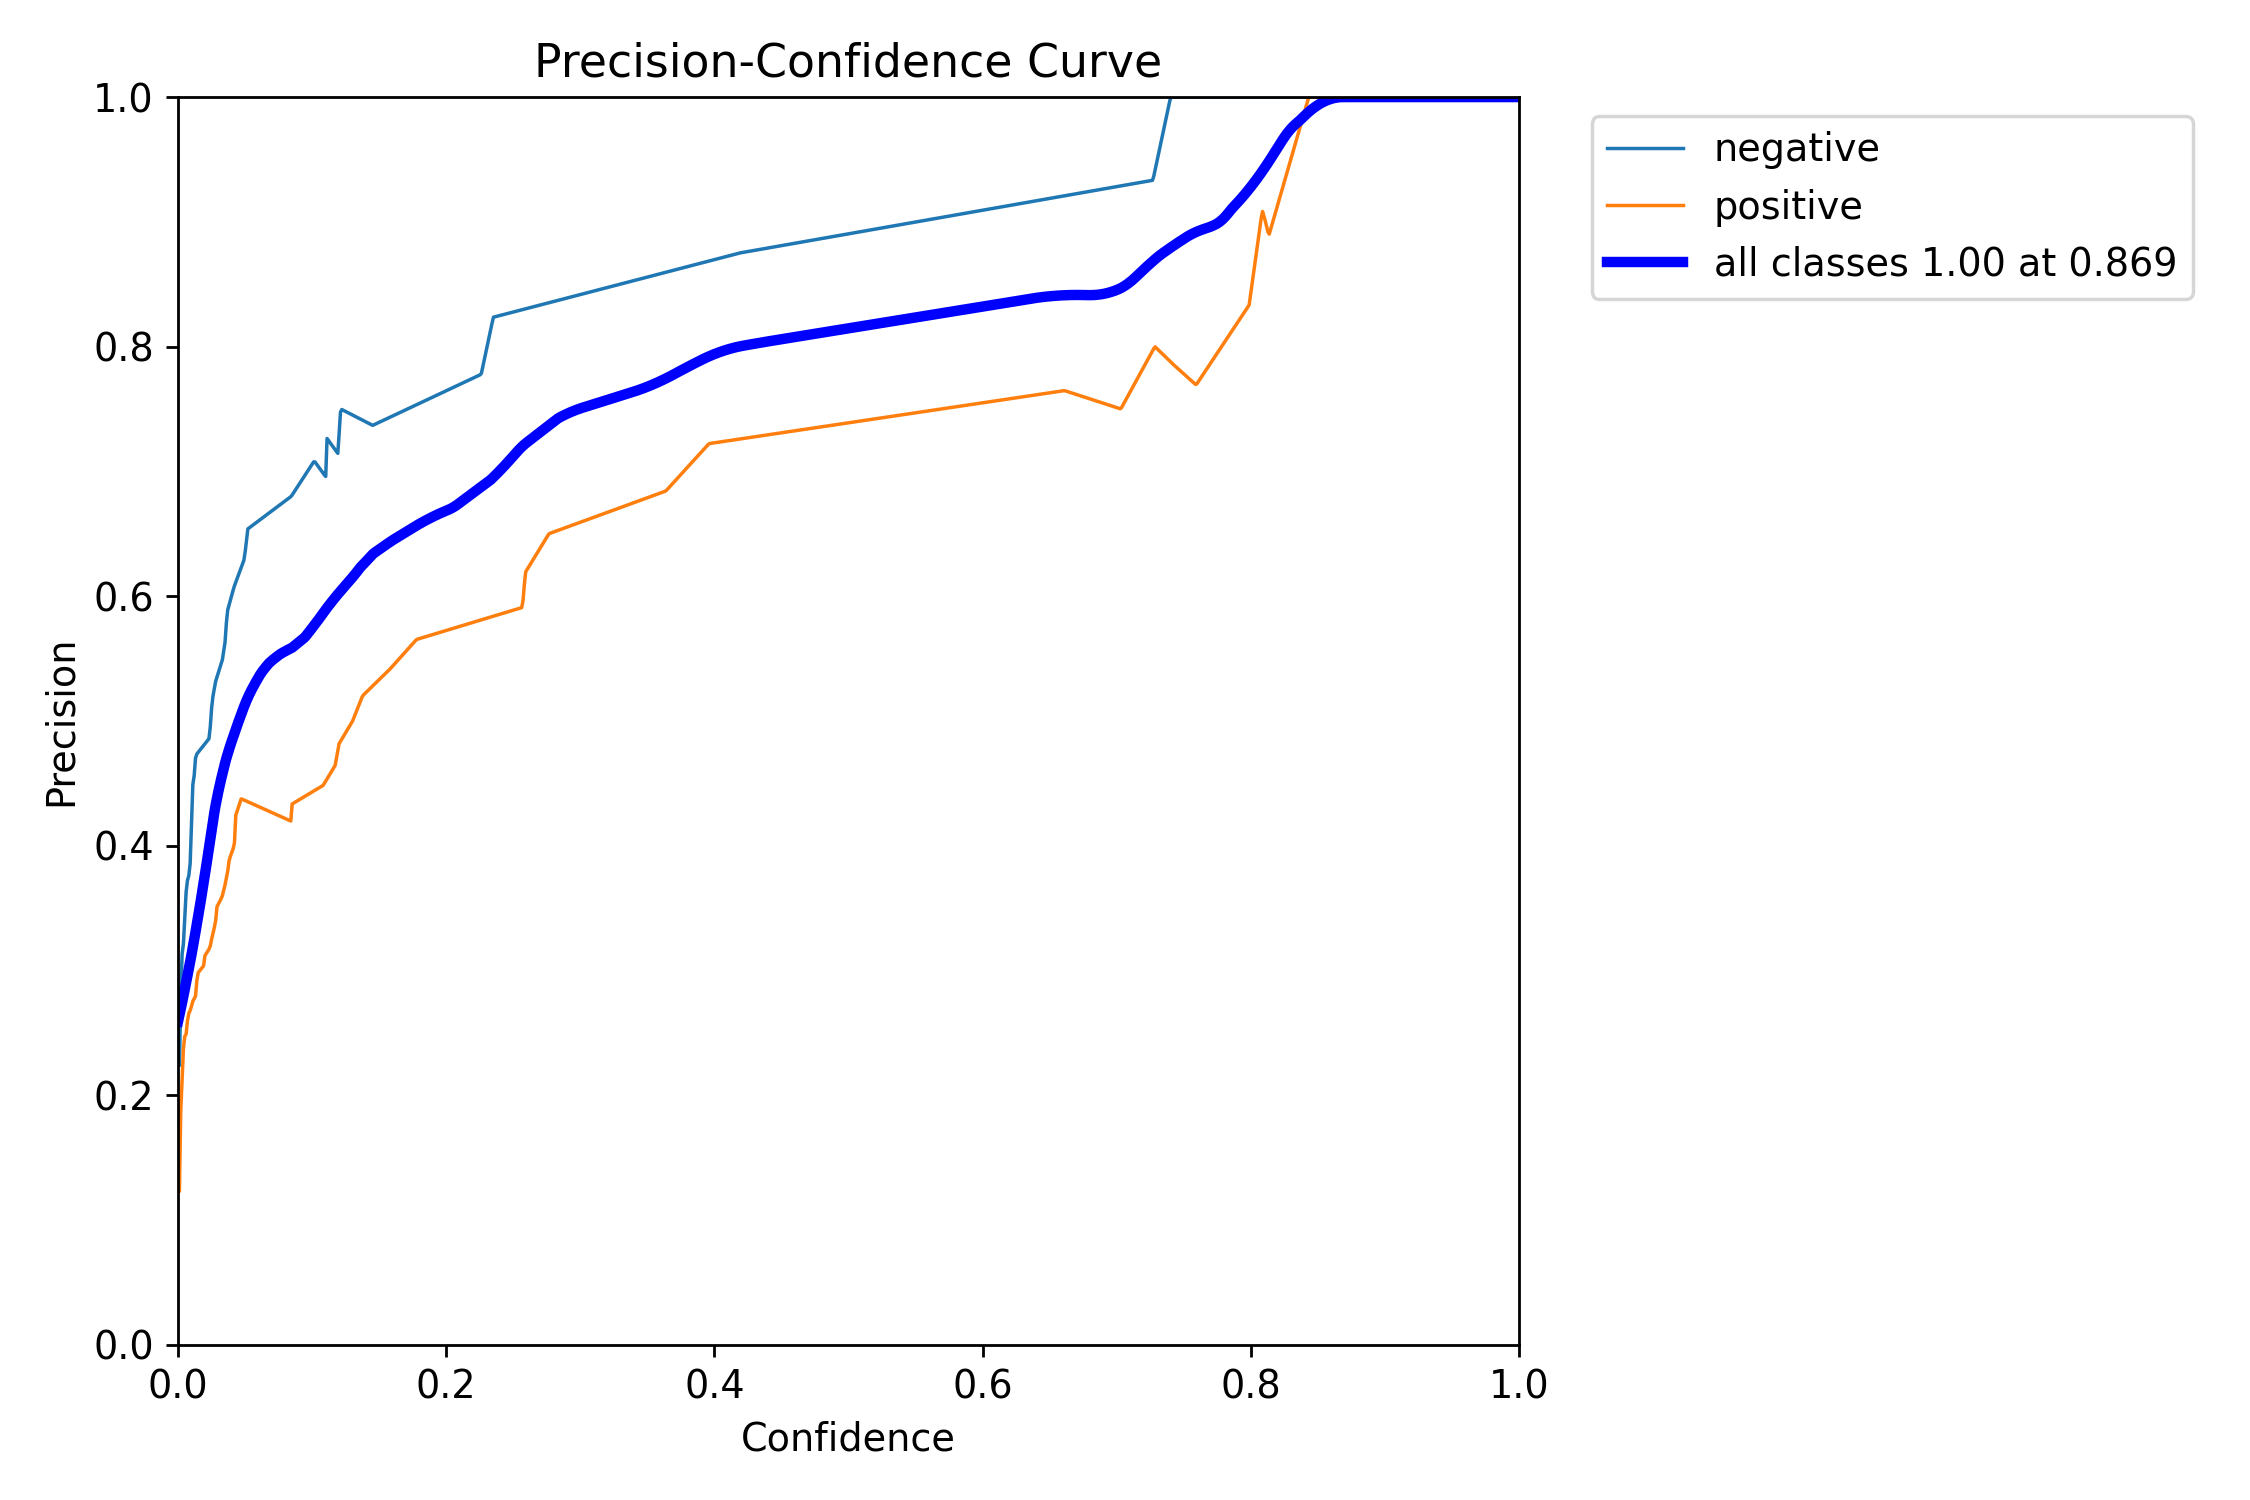 Precision-Confidence Curve
1.0
0.8
0.6
0.4
0.2
0.0
Precision
0.0 0.2 0.4 0.6 0.8 1.0
Confidence
negative
positive
all classes 1.00 at 0.869